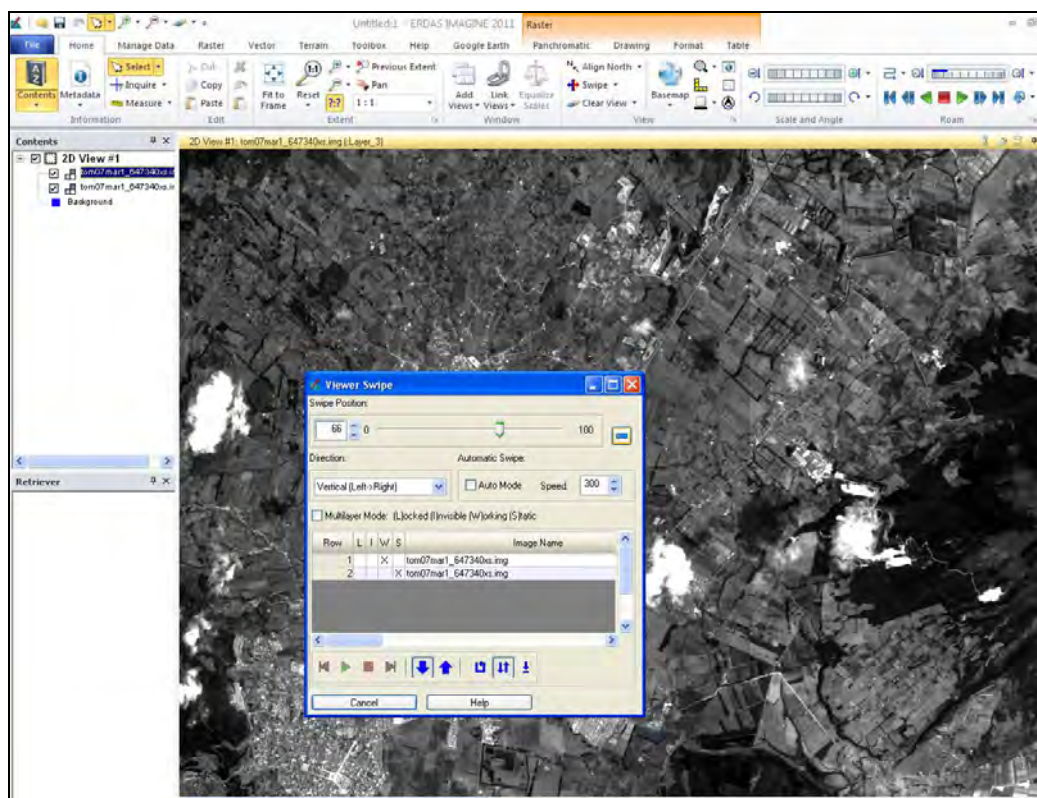 Untitled:1 - ERDAS IMAGINE 2011 Raster
File Home Manage Data Raster Vector Terrain Toolbox Help Google Earth Panchromatic Drawing Format Table
Select Cut Previous Extent Align North
Inquire Copy Pan Swipe
Contents Metadata Measure Paste Fit to Frame Reset 1:1 Add Views Link Views Equalize Scales Clear View Basemap
Information Edit Extent Window View Scale and Angle Roam
Contents
2D View #1: tom07mar1_647340xs.img (:Layer_3)
2D View #1
tom07mart1_647340xs.i
tom07mart1_647340xs.ir
Background
Retriever
Viewer Swipe
Swipe Position:
66 0 100
Direction: Automatic Swipe:
Vertical (Left->Right) Auto Mode Speed 300
Multilayer Mode: (L)ocked (I)nvisible (W)orking (S)tatic
Row L I W S Image Name
1 X tom07mar1_647340xs.img
2 X tom07mar1_647340xs.img
Cancel Help